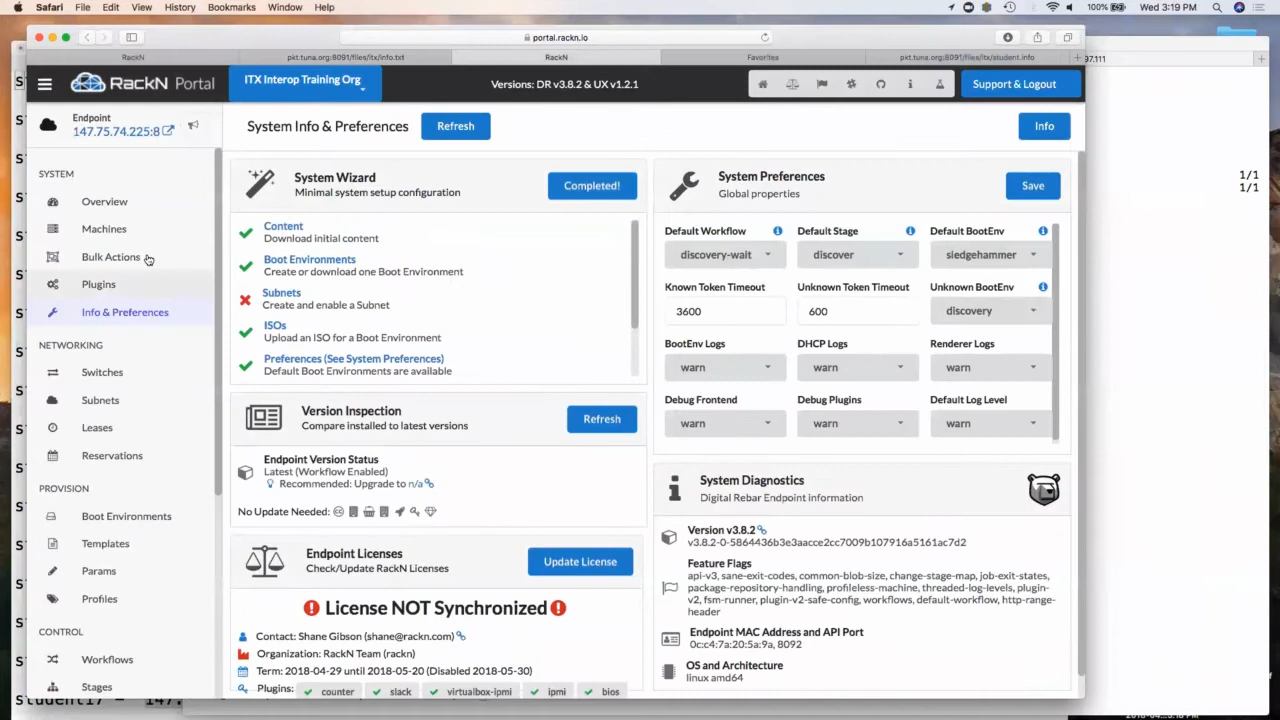 Safari File Edit View History Bookmarks Window Help
100% Wed 3:19 PM
portal.rackn.io
RackN
pkt.tuna.org:8091/files/itx/info.txt
RackN
Favorites
pkt.tuna.org:8091/files/itx/student.info
97.111
RackN Portal
ITX Interop Training Org
Versions: DR v3.8.2 & UX v1.2.1
Support & Logout
Endpoint
147.75.74.225:8
System Info & Preferences
Refresh
Info
SYSTEM
Overview
Machines
Bulk Actions
Plugins
Info & Preferences
NETWORKING
Switches
Subnets
Leases
Reservations
PROVISION
Boot Environments
Templates
Params
Profiles
CONTROL
Workflows
Stages
System Wizard
Minimal system setup configuration
Completed!
Content
Download initial content
Boot Environments
Create or download one Boot Environment
Subnets
Create and enable a Subnet
ISOs
Upload an ISO for a Boot Environment
Preferences (See System Preferences)
Default Boot Environments are available
Version Inspection
Compare installed to latest versions
Refresh
Endpoint Version Status
Latest (Workflow Enabled)
Recommended: Upgrade to n/a
No Update Needed:
Endpoint Licenses
Check/Update RackN Licenses
Update License
License NOT Synchronized
Contact: Shane Gibson (shane@rackn.com)
Organization: RackN Team (rackn)
Term: 2018-04-29 until 2018-05-20 (Disabled 2018-05-30)
Plugins: counter slack virtualbox-ipmi ipmi bios
System Preferences
Global properties
Save
Default Workflow Default Stage Default BootEnv
discovery-wait discover sledgehammer
Known Token Timeout Unknown Token Timeout Unknown BootEnv
3600 600 discovery
BootEnv Logs DHCP Logs Renderer Logs
warn warn warn
Debug Frontend Debug Plugins Default Log Level
warn warn warn
System Diagnostics
Digital Rebar Endpoint information
Version v3.8.2
v3.8.2-0-5864436b3e3aacce2cc7009b107916a5161ac7d2
Feature Flags
api-v3, sane-exit-codes, common-blob-size, change-stage-map, job-exit-states,
package-repository-handling, profileless-machine, threaded-log-levels, plugin-
v2, fsm-runner, plugin-v2-safe-config, workflows, default-workflow, http-range-
header
Endpoint MAC Address and API Port
0c:c4:7a:20:5a:9a, 8092
OS and Architecture
linux amd64
1/1
1/1